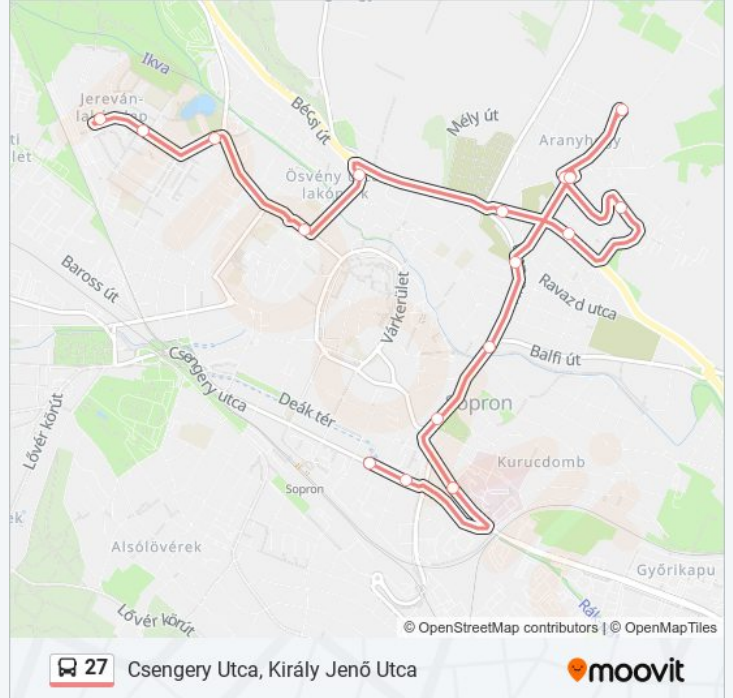 Ikva
Jereván-
lakótelep
Bécsi út
Mély út
Aranyhegy
Ösvény
lakópark
Baross út
Várkerület
Ravazd utca
Csengery utca
Balfi út
Deák tér
Sopron
Lővér körút
Kurucdomb
Sopron
Alsólövérek
Győrikapu
Lővér körút
© OpenStreetMap contributors | © OpenMapTiles
27 Csengery Utca, Király Jenő Utca
moovit